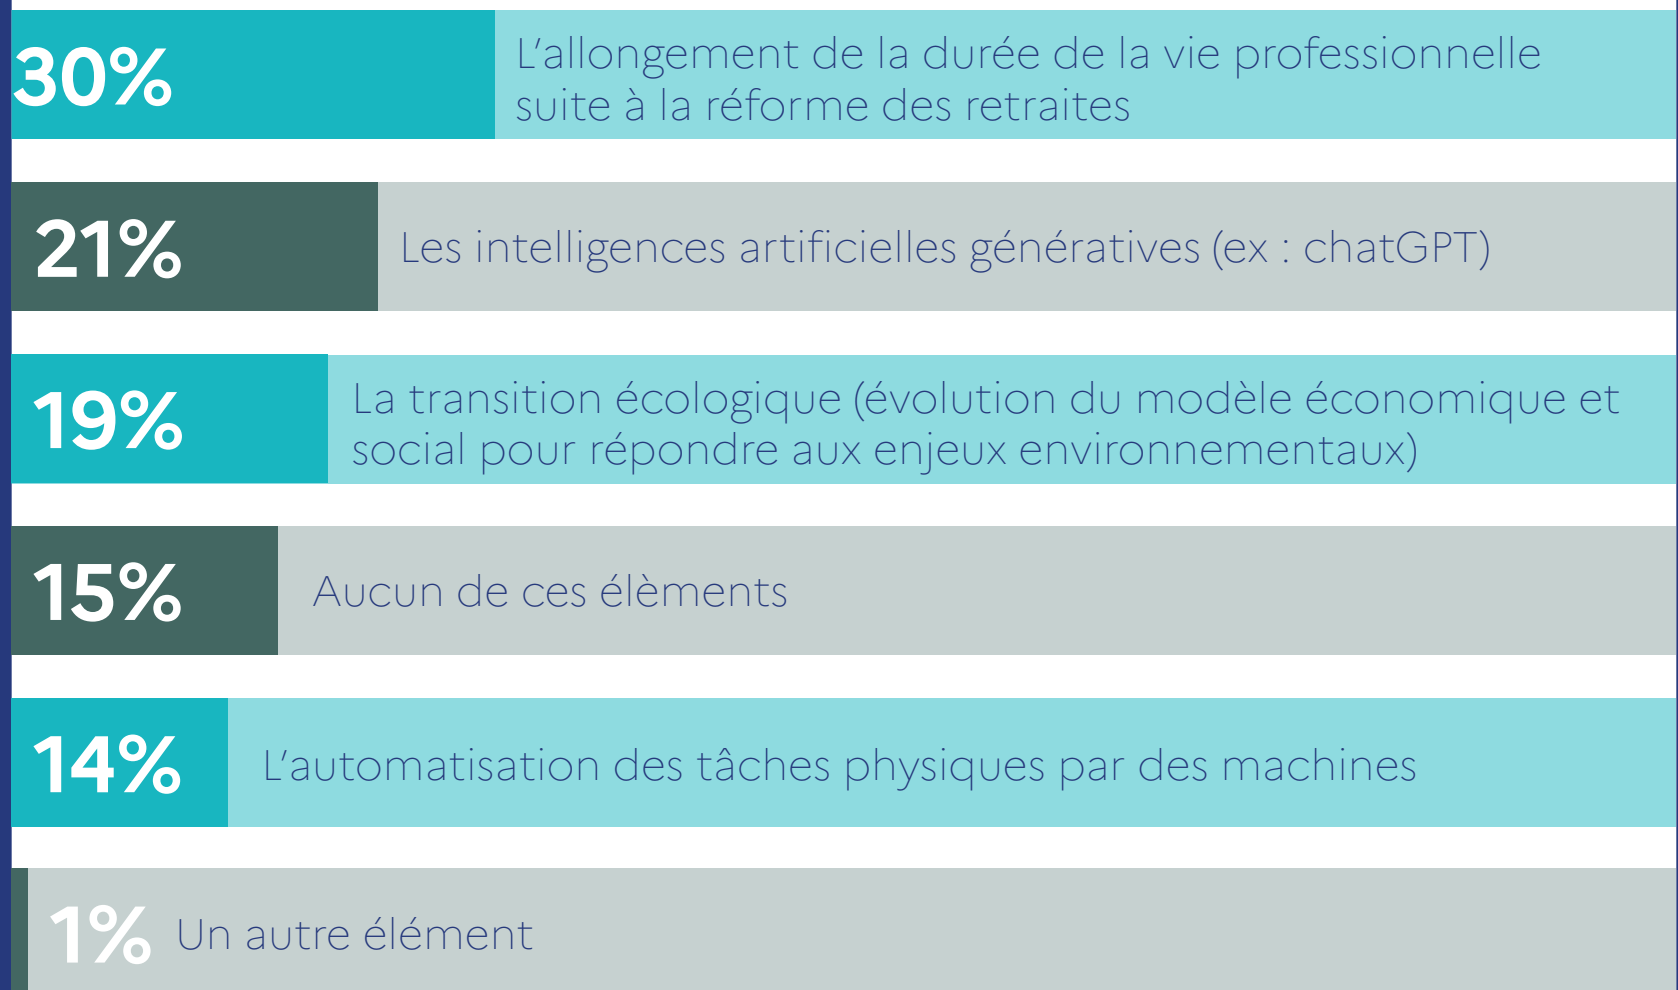 30%
L'allongement de la durée de la vie professionnelle
suite à la réforme des retraites
21%
Les intelligences artificielles génératives (ex : chatGPT)
19%
La transition écologique (évolution du modèle économique et
social pour répondre aux enjeux environnementaux)
15%
Aucun de ces élèments
14%
L'automatisation des tâches physiques par des machines
1%
Un autre élément